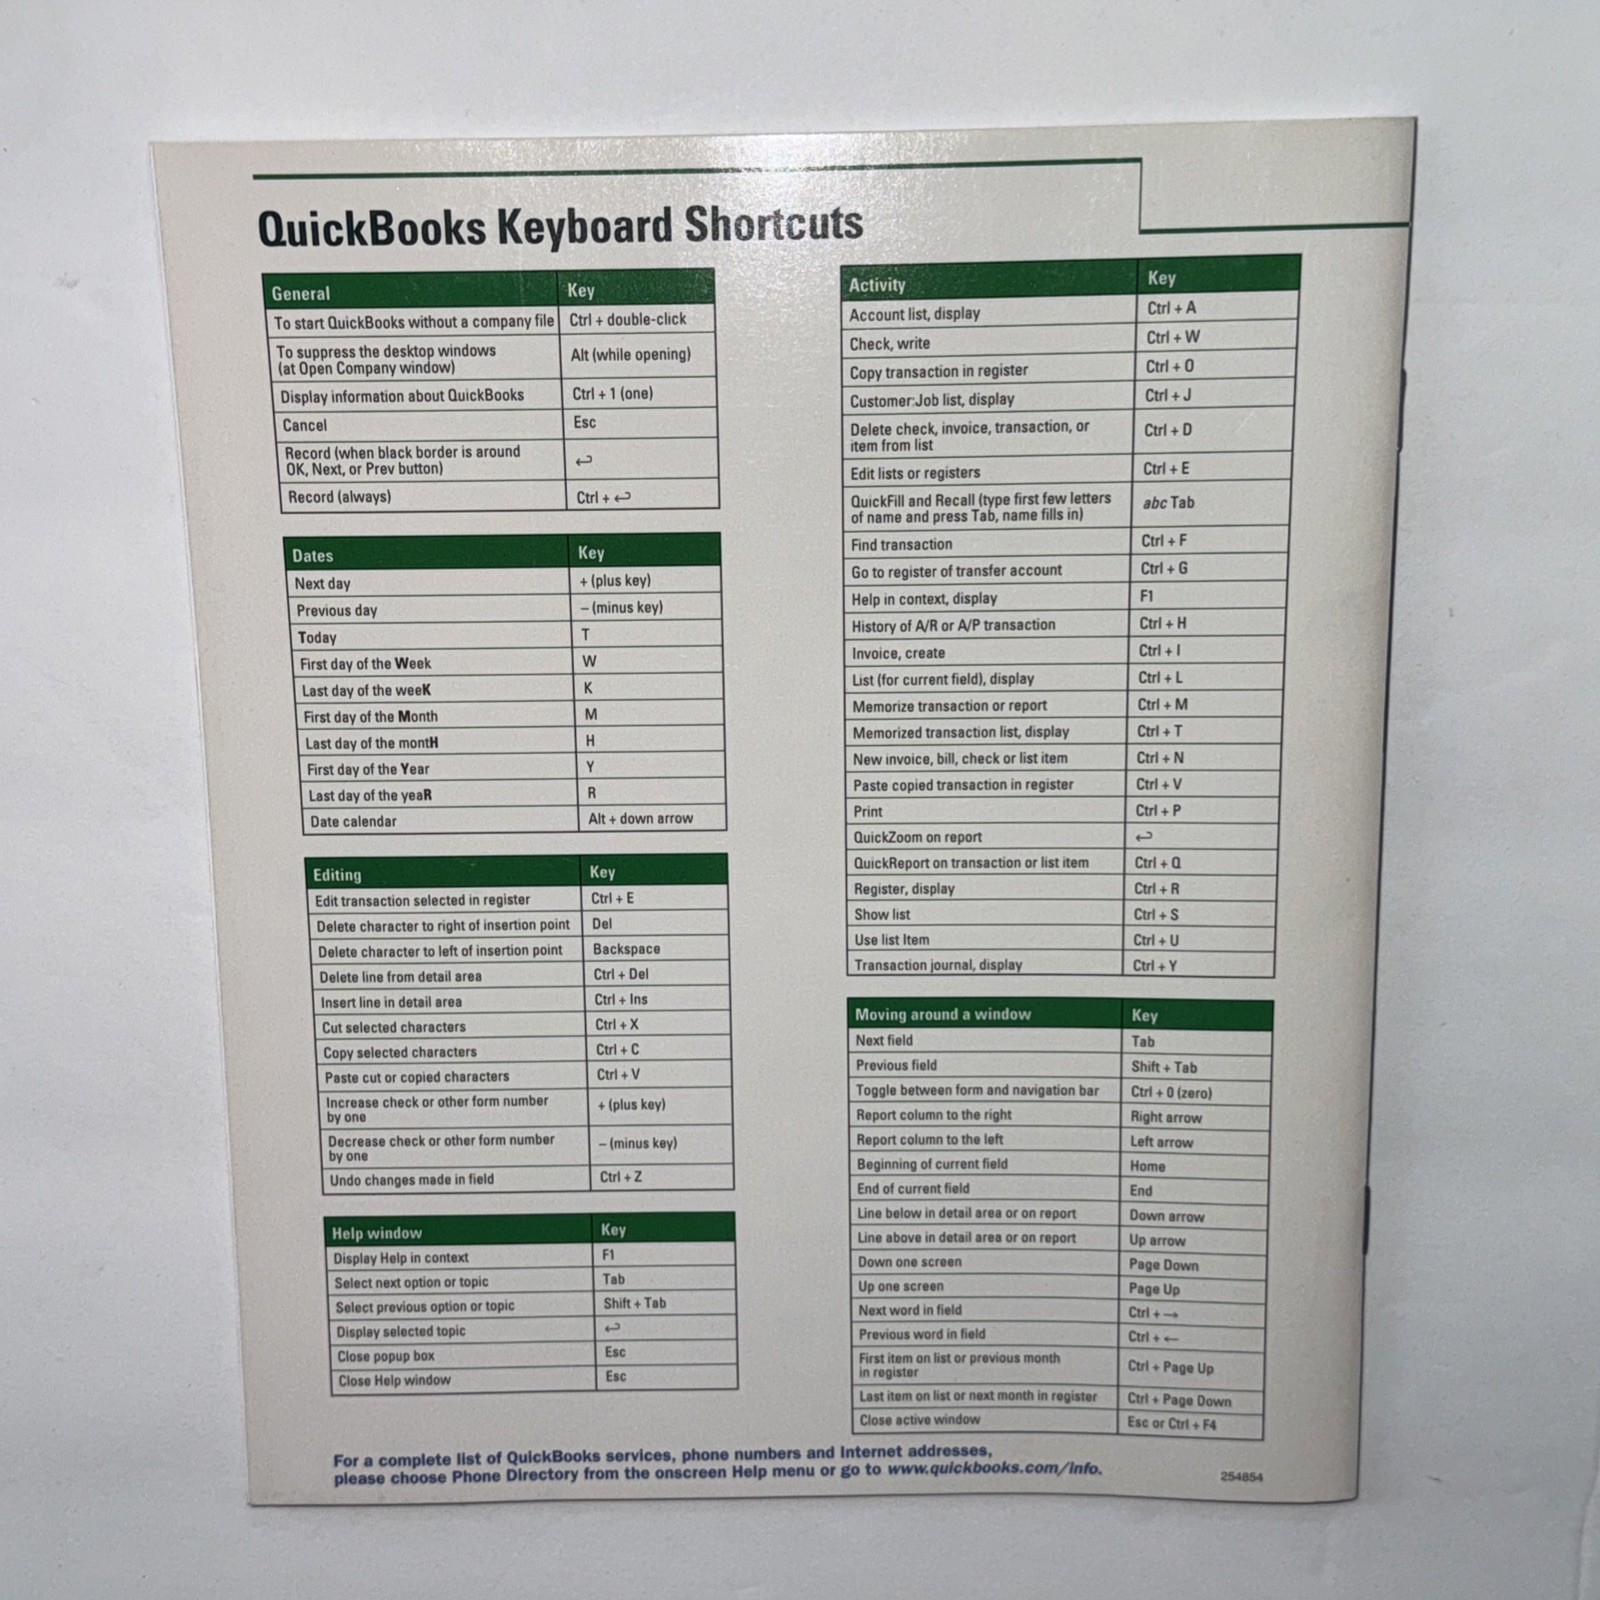 QuickBooks Keyboard Shortcuts
General Key
To start QuickBooks without a company file Ctrl + double-click
To suppress the desktop windows
(at Open Company window) Alt (while opening)
Display information about QuickBooks Ctrl + 1 (one)
Cancel Esc
Record (when black border is around
OK, Next, or Prev button) ↵
Record (always) Ctrl + ↵
Dates Key
Next day + (plus key)
Previous day – (minus key)
Today T
First day of the Week W
Last day of the weeK K
First day of the Month M
Last day of the montH H
First day of the Year Y
Last day of the yeaR R
Date calendar Alt + down arrow
Editing Key
Edit transaction selected in register Ctrl + E
Delete character to right of insertion point Del
Delete character to left of insertion point Backspace
Delete line from detail area Ctrl + Del
Insert line in detail area Ctrl + Ins
Cut selected characters Ctrl + X
Copy selected characters Ctrl + C
Paste cut or copied characters Ctrl + V
Increase check or other form number
by one + (plus key)
Decrease check or other form number
by one – (minus key)
Undo changes made in field Ctrl + Z
Help window Key
Display Help in context F1
Select next option or topic Tab
Select previous option or topic Shift + Tab
Display selected topic ↵
Close popup box Esc
Close Help window Esc
Activity Key
Account list, display Ctrl + A
Check, write Ctrl + W
Copy transaction in register Ctrl + O
Customer:Job list, display Ctrl + J
Delete check, invoice, transaction, or
item from list Ctrl + D
Edit lists or registers Ctrl + E
QuickFill and Recall (type first few letters
of name and press Tab, name fills in) abc Tab
Find transaction Ctrl + F
Go to register of transfer account Ctrl + G
Help in context, display F1
History of A/R or A/P transaction Ctrl + H
Invoice, create Ctrl + I
List (for current field), display Ctrl + L
Memorize transaction or report Ctrl + M
Memorized transaction list, display Ctrl + T
New invoice, bill, check or list item Ctrl + N
Paste copied transaction in register Ctrl + V
Print Ctrl + P
QuickZoom on report ↵
QuickReport on transaction or list item Ctrl + Q
Register, display Ctrl + R
Show list Ctrl + S
Use list Item Ctrl + U
Transaction journal, display Ctrl + Y
Moving around a window Key
Next field Tab
Previous field Shift + Tab
Toggle between form and navigation bar Ctrl + 0 (zero)
Report column to the right Right arrow
Report column to the left Left arrow
Beginning of current field Home
End of current field End
Line below in detail area or on report Down arrow
Line above in detail area or on report Up arrow
Down one screen Page Down
Up one screen Page Up
Next word in field Ctrl + →
Previous word in field Ctrl + ←
First item on list or previous month
in register Ctrl + Page Up
Last item on list or next month in register Ctrl + Page Down
Close active window Esc or Ctrl + F4
For a complete list of QuickBooks services, phone numbers and Internet addresses,
please choose Phone Directory from the onscreen Help menu or go to www.quickbooks.com/info.
254854